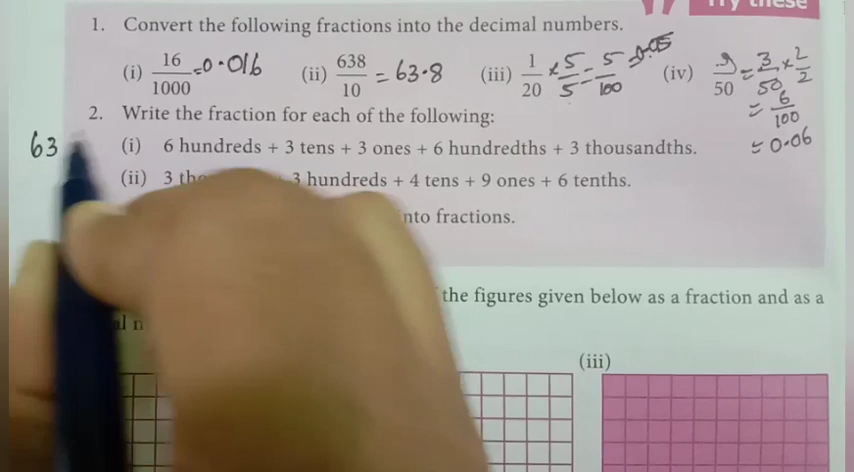 Try these
1. Convert the following fractions into the decimal numbers.
(i) 16/1000 = 0.016 (ii) 638/10 = 63.8 (iii) 1/20 × 5/5 = 5/100 = 0.05 (iv) 3/50 = 3/50 × 2/2
= 6/100
= 0.06
2. Write the fraction for each of the following:
63 (i) 6 hundreds + 3 tens + 3 ones + 6 hundredths + 3 thousandths.
(ii) 3 3 hundreds + 4 tens + 9 ones + 6 tenths.
into fractions.
the figures given below as a fraction and as a
(iii)